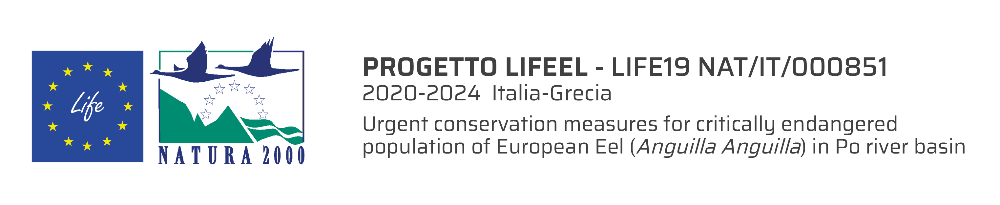 Life
NATURA 2000
PROGETTO LIFEEL - LIFE19 NAT/IT/000851
2020-2024 Italia-Grecia
Urgent conservation measures for critically endangered
population of European Eel (Anguilla Anguilla) in Po river basin